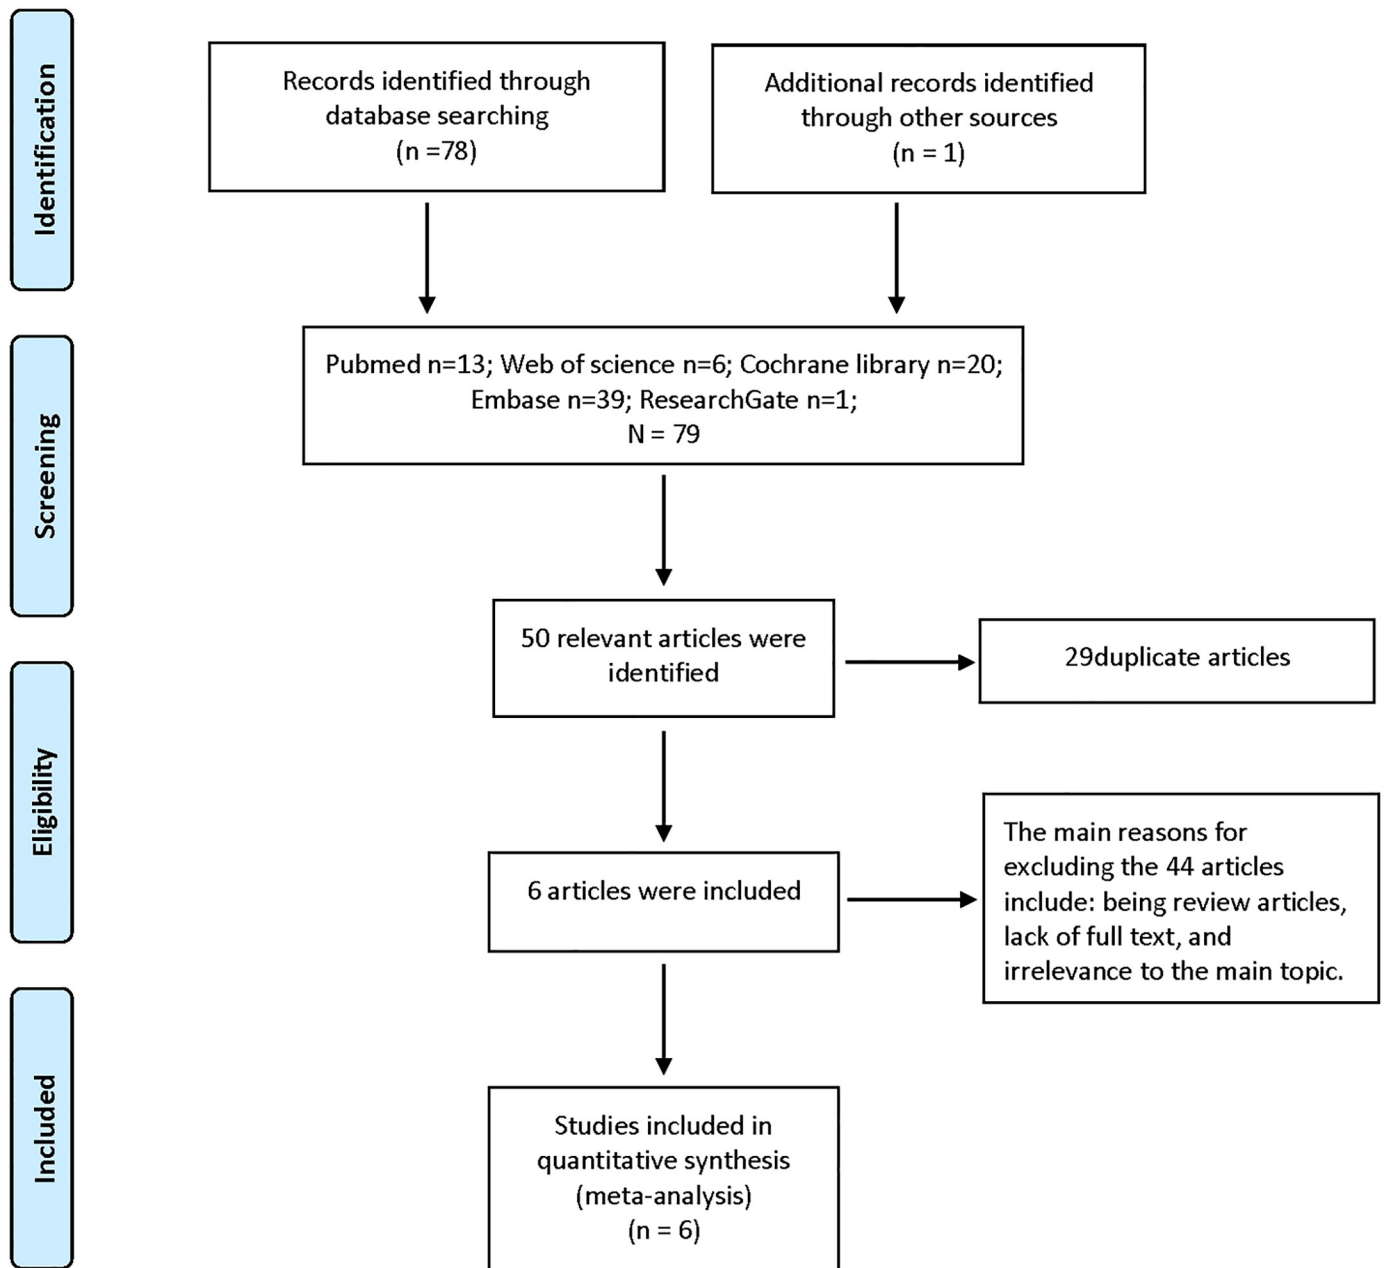 Identification
Records identified through
database searching
(n =78)
Additional records identified
through other sources
(n = 1)
Screening
Pubmed n=13; Web of science n=6; Cochrane library n=20;
Embase n=39; ResearchGate n=1;
N = 79
50 relevant articles were
identified
29duplicate articles
Eligibility
6 articles were included
The main reasons for
excluding the 44 articles
include: being review articles,
lack of full text, and
irrelevance to the main topic.
Included
Studies included in
quantitative synthesis
(meta-analysis)
(n = 6)